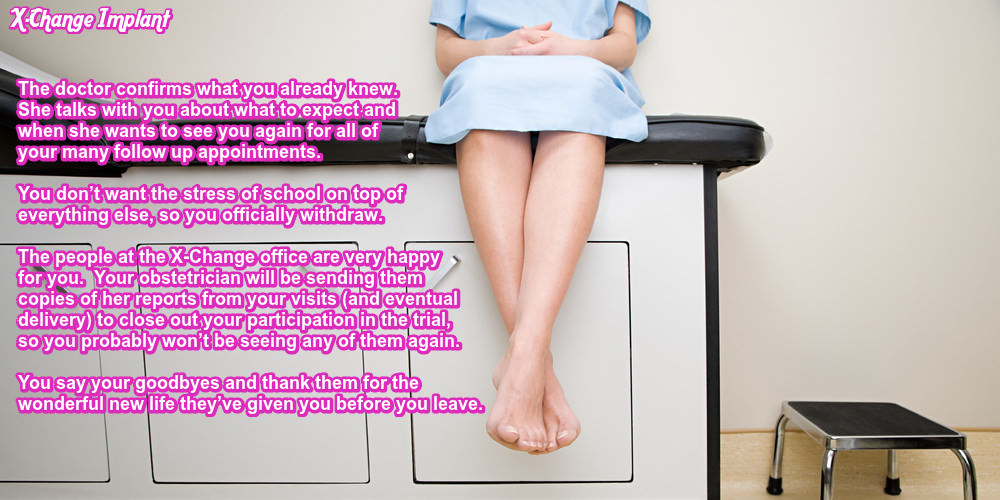 X-Change Implant
The doctor confirms what you already knew.
She talks with you about what to expect and
when she wants to see you again for all of
your many follow up appointments.
You don't want the stress of school on top of
everything else, so you officially withdraw.
The people at the X-Change office are very happy
for you.  Your obstetrician will be sending them
copies of her reports from your visits (and eventual
delivery) to close out your participation in the trial,
so you probably won't be seeing any of them again.
You say your goodbyes and thank them for the
wonderful new life they've given you before you leave.